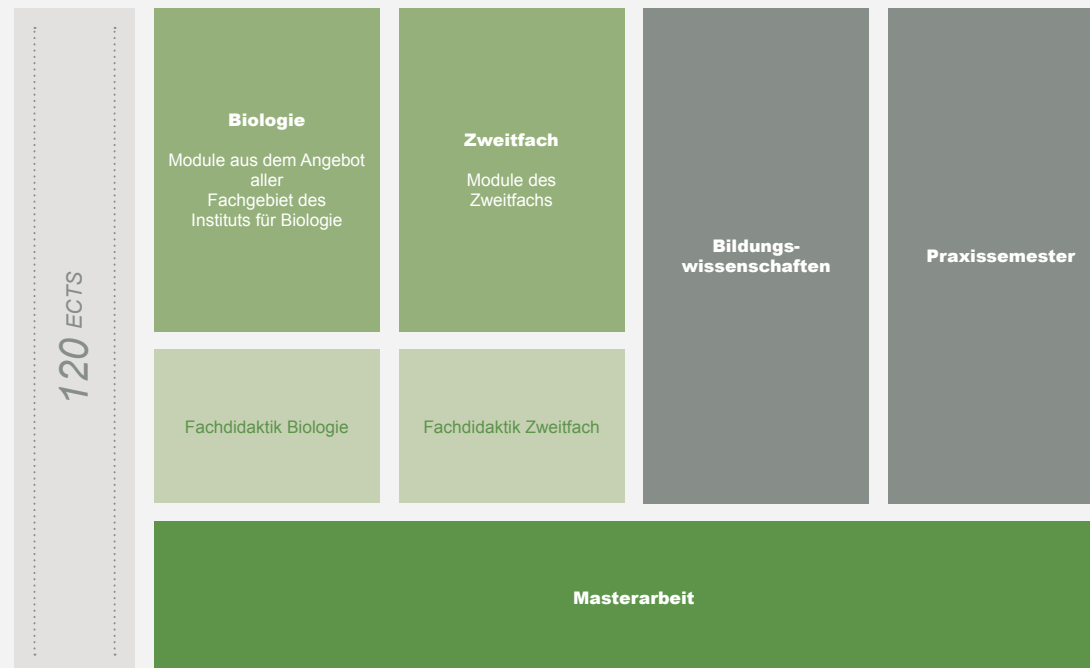 120 ECTS
Biologie
Module aus dem Angebot
aller
Fachgebiet des
Instituts für Biologie
Zweitfach
Module des
Zweitfachs
Bildungs-
wissenschaften
Praxissemester
Fachdidaktik Biologie
Fachdidaktik Zweitfach
Masterarbeit